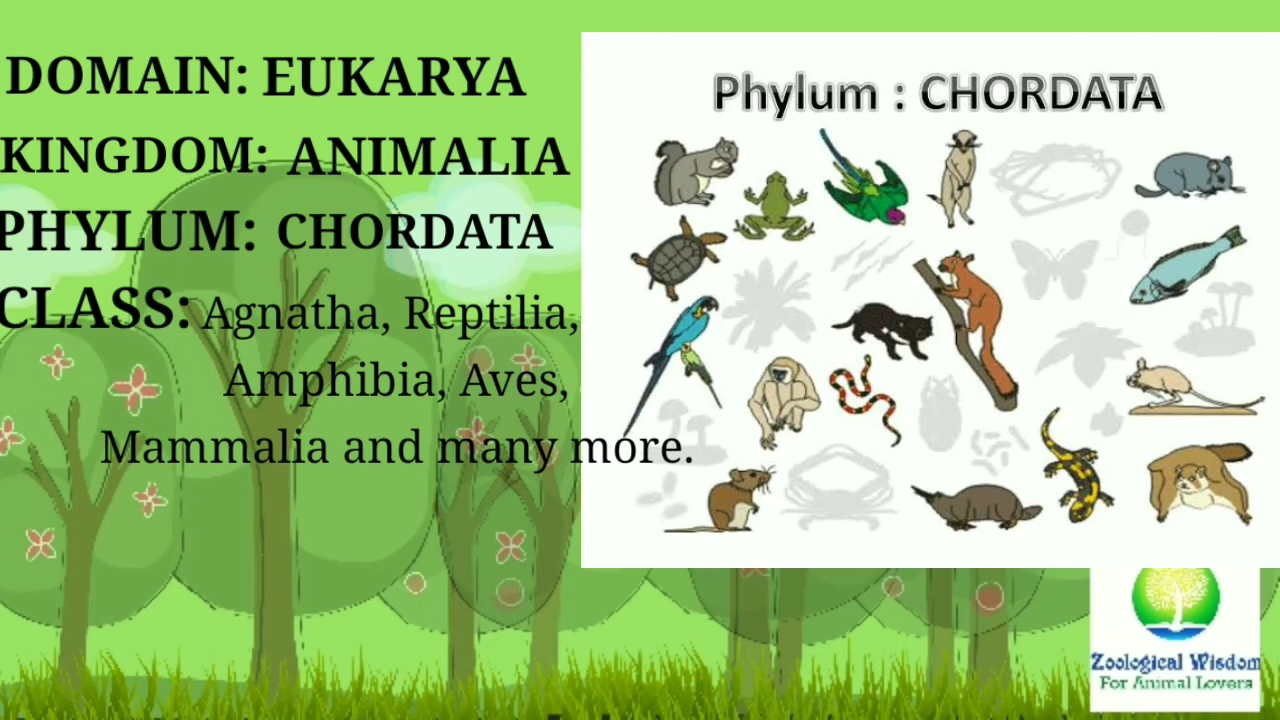 DOMAIN: EUKARYA
KINGDOM: ANIMALIA
PHYLUM: CHORDATA
CLASS: Agnatha, Reptilia,
Amphibia, Aves,
Mammalia and many more.
Phylum : CHORDATA
Zoological Wisdom
For Animal Lovers